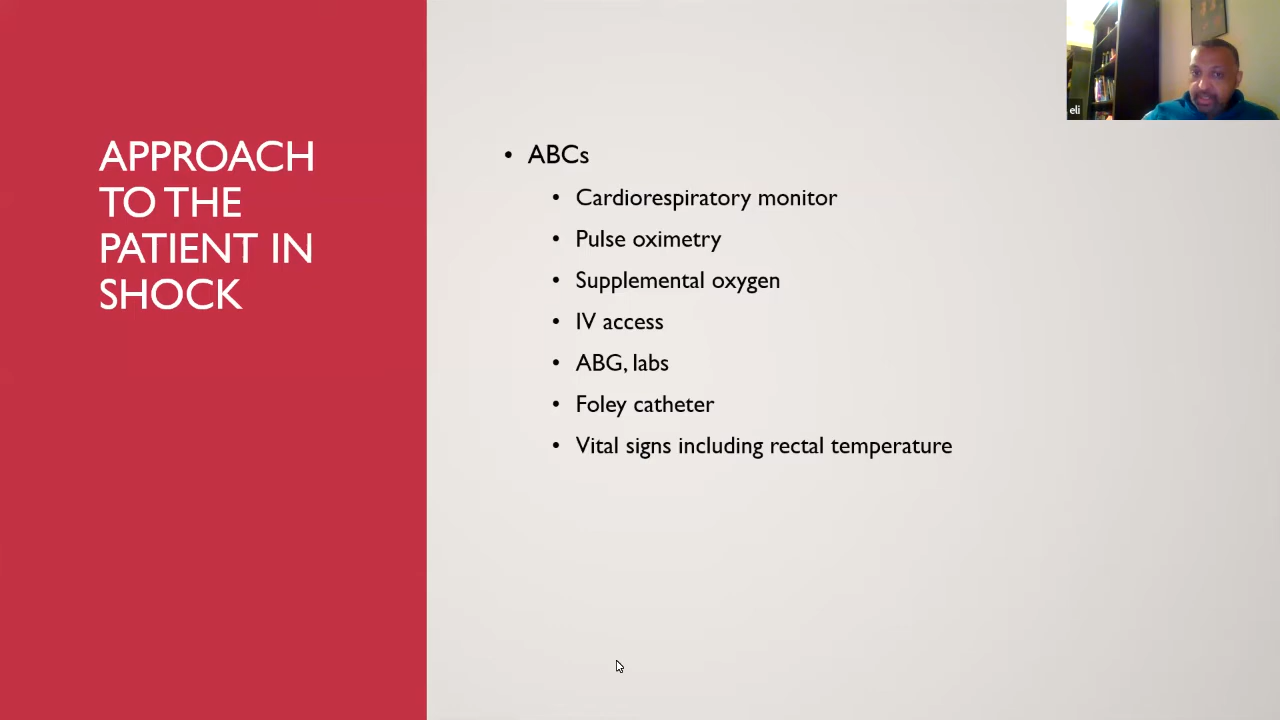 APPROACH
TO THE
PATIENT IN
SHOCK
• ABCs
• Cardiorespiratory monitor
• Pulse oximetry
• Supplemental oxygen
• IV access
• ABG, labs
• Foley catheter
• Vital signs including rectal temperature
eli